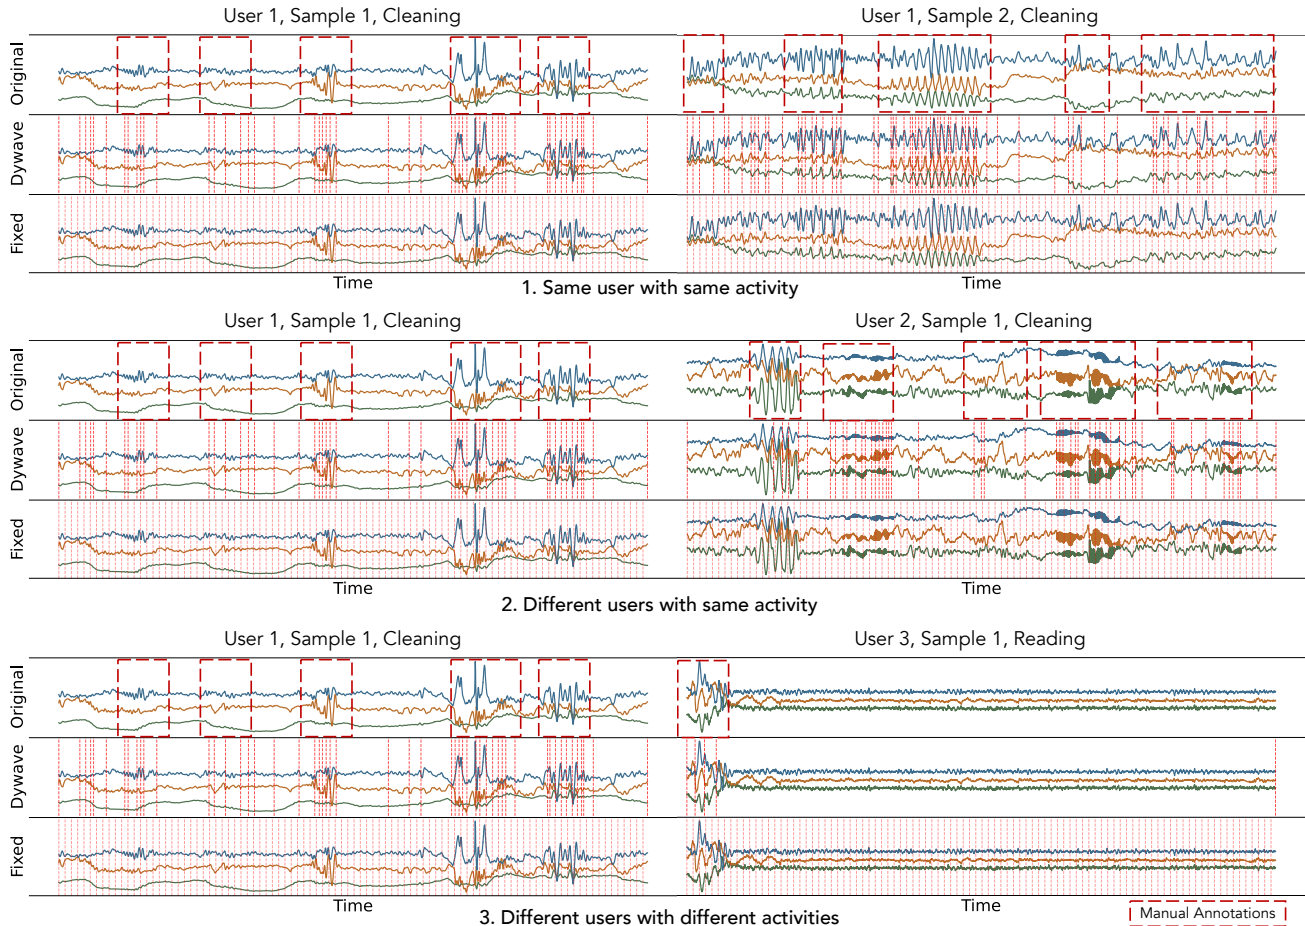 User 1, Sample 1, Cleaning
User 1, Sample 2, Cleaning
Original
Dywave
Fixed
Time
Time
1. Same user with same activity
User 1, Sample 1, Cleaning
User 2, Sample 1, Cleaning
Original
Dywave
Fixed
Time
Time
2. Different users with same activity
User 1, Sample 1, Cleaning
User 3, Sample 1, Reading
Original
Dywave
Fixed
Time
Time
3. Different users with different activities
Manual Annotations